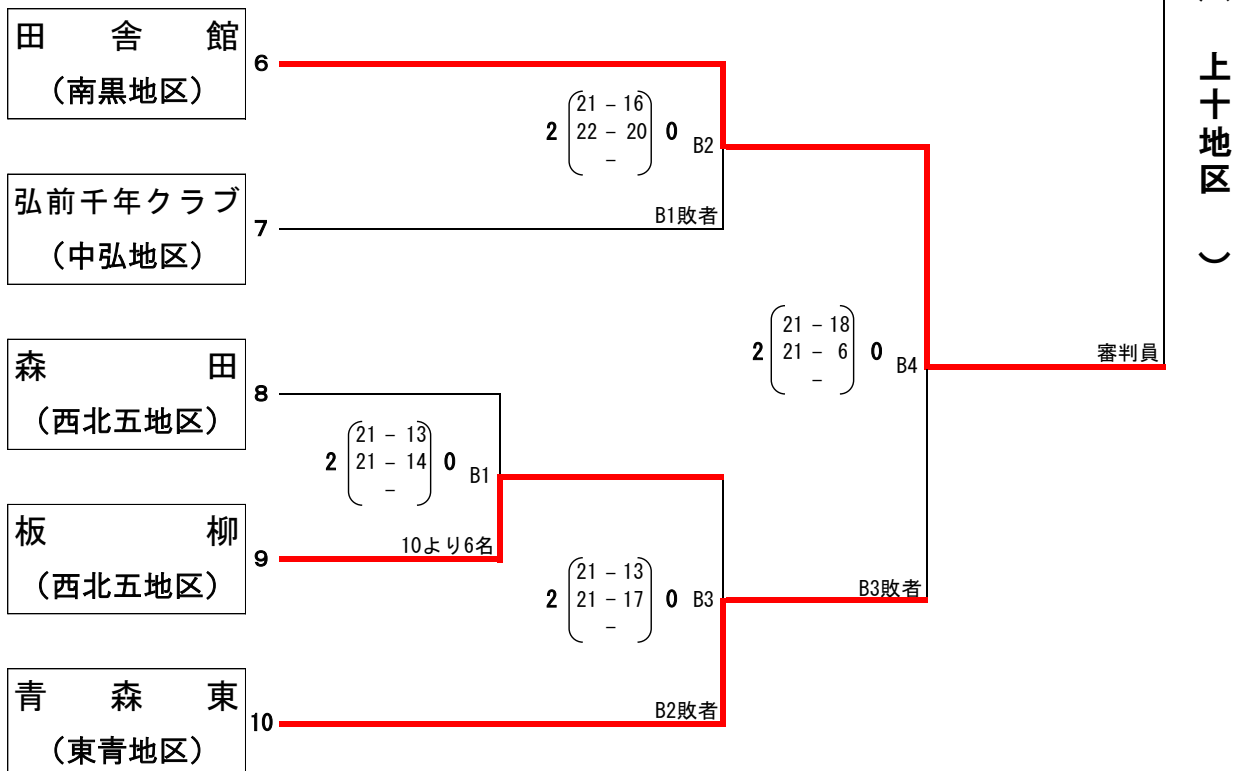 田舎館
(南黒地区)
6
2
21 - 16
22 - 20
-
0
B2
弘前千年クラブ
(中弘地区)
7
B1敗者
森田
(西北五地区)
8
2
21 - 13
21 - 14
-
0
B1
板柳
(西北五地区)
9
10より6名
2
21 - 13
21 - 17
-
0
B3
青森東
(東青地区)
10
B2敗者
2
21 - 18
21 - 6
-
0
B4
B3敗者
審判員
上十地区 )